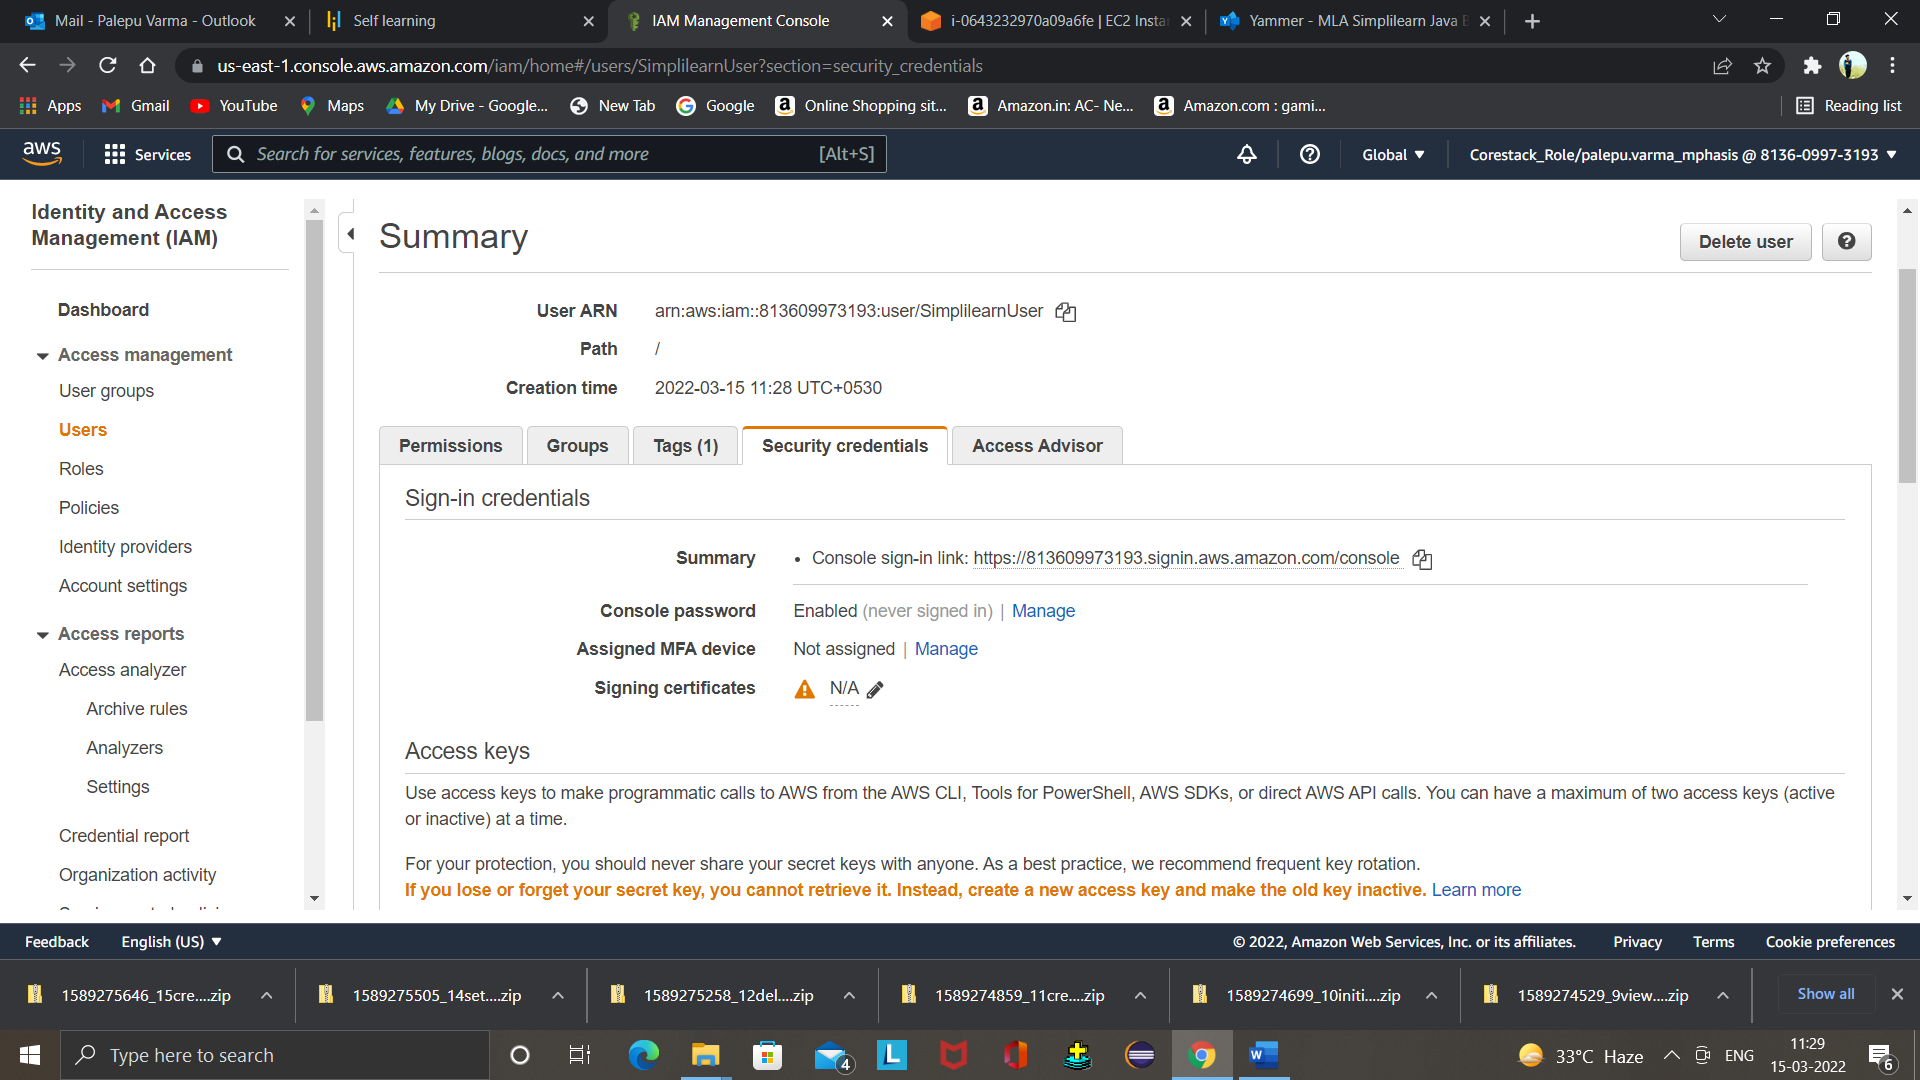 Mail - Palepu Varma - Outlook
Self learning
IAM Management Console
i-0643232970a09a6fe | EC2 Insta
Yammer - MLA Simplilearn Java B
us-east-1.console.aws.amazon.com/iam/home#/users/SimplilearnUser?section=security_credentials
Apps
Gmail
YouTube
Maps
My Drive - Google...
New Tab
Google
Online Shopping sit...
Amazon.in: AC- Ne...
Amazon.com : gami...
Reading list
aws
Services
Search for services, features, blogs, docs, and more
[Alt+S]
Global
Corestack_Role/palepu.varma_mphasis @ 8136-0997-3193
Identity and Access
Management (IAM)
Dashboard
Access management
User groups
Users
Roles
Policies
Identity providers
Account settings
Access reports
Access analyzer
Archive rules
Analyzers
Settings
Credential report
Organization activity
Summary
Delete user
User ARN arn:aws:iam::813609973193:user/SimplilearnUser
Path /
Creation time 2022-03-15 11:28 UTC+0530
Permissions
Groups
Tags (1)
Security credentials
Access Advisor
Sign-in credentials
Summary • Console sign-in link: https://813609973193.signin.aws.amazon.com/console
Console password Enabled (never signed in) | Manage
Assigned MFA device Not assigned | Manage
Signing certificates N/A
Access keys
Use access keys to make programmatic calls to AWS from the AWS CLI, Tools for PowerShell, AWS SDKs, or direct AWS API calls. You can have a maximum of two access keys (active
or inactive) at a time.
For your protection, you should never share your secret keys with anyone. As a best practice, we recommend frequent key rotation.
If you lose or forget your secret key, you cannot retrieve it. Instead, create a new access key and make the old key inactive. Learn more
Feedback
English (US)
© 2022, Amazon Web Services, Inc. or its affiliates.
Privacy
Terms
Cookie preferences
1589275646_15cre....zip
1589275505_14set....zip
1589275258_12del....zip
1589274859_11cre....zip
1589274699_10initi....zip
1589274529_9view....zip
Show all
Type here to search
4
L
W
33°C Haze
ENG
11:29
15-03-2022
6